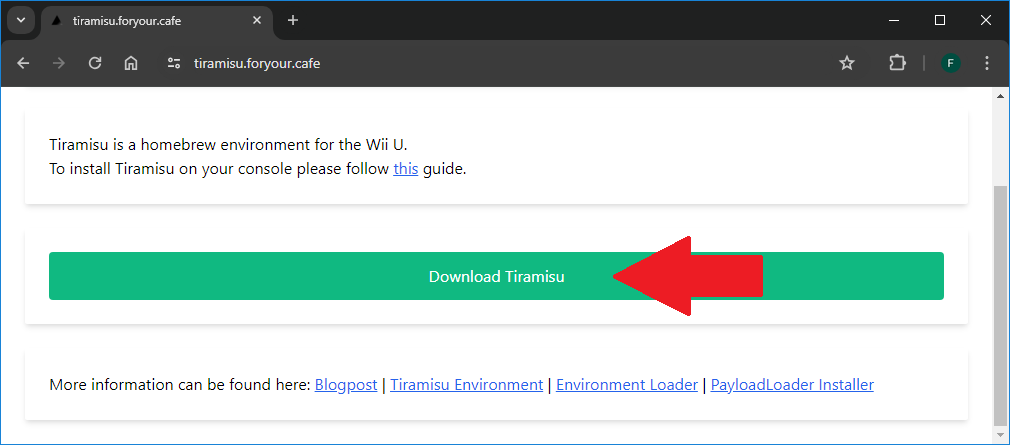 tiramisu.foryour.cafe
tiramisu.foryour.cafe
F
Tiramisu is a homebrew environment for the Wii U.
To install Tiramisu on your console please follow this guide.
Download Tiramisu
More information can be found here: Blogpost | Tiramisu Environment | Environment Loader | PayloadLoader Installer